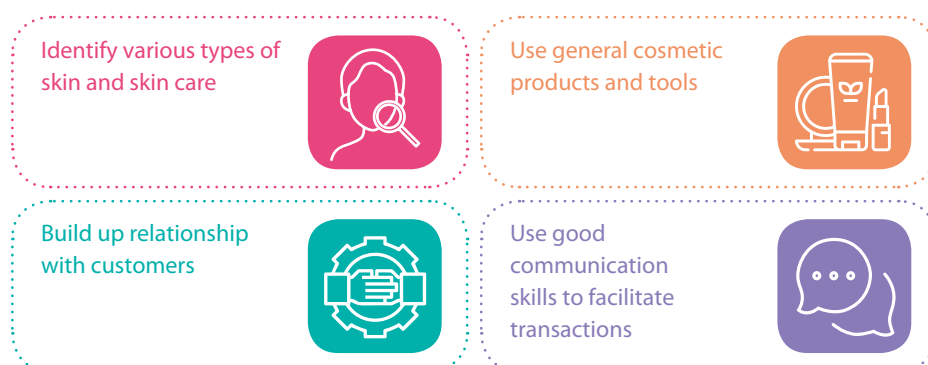 Identify various types of
skin and skin care
Use general cosmetic
products and tools
Build up relationship
with customers
Use good
communication
skills to facilitate
transactions